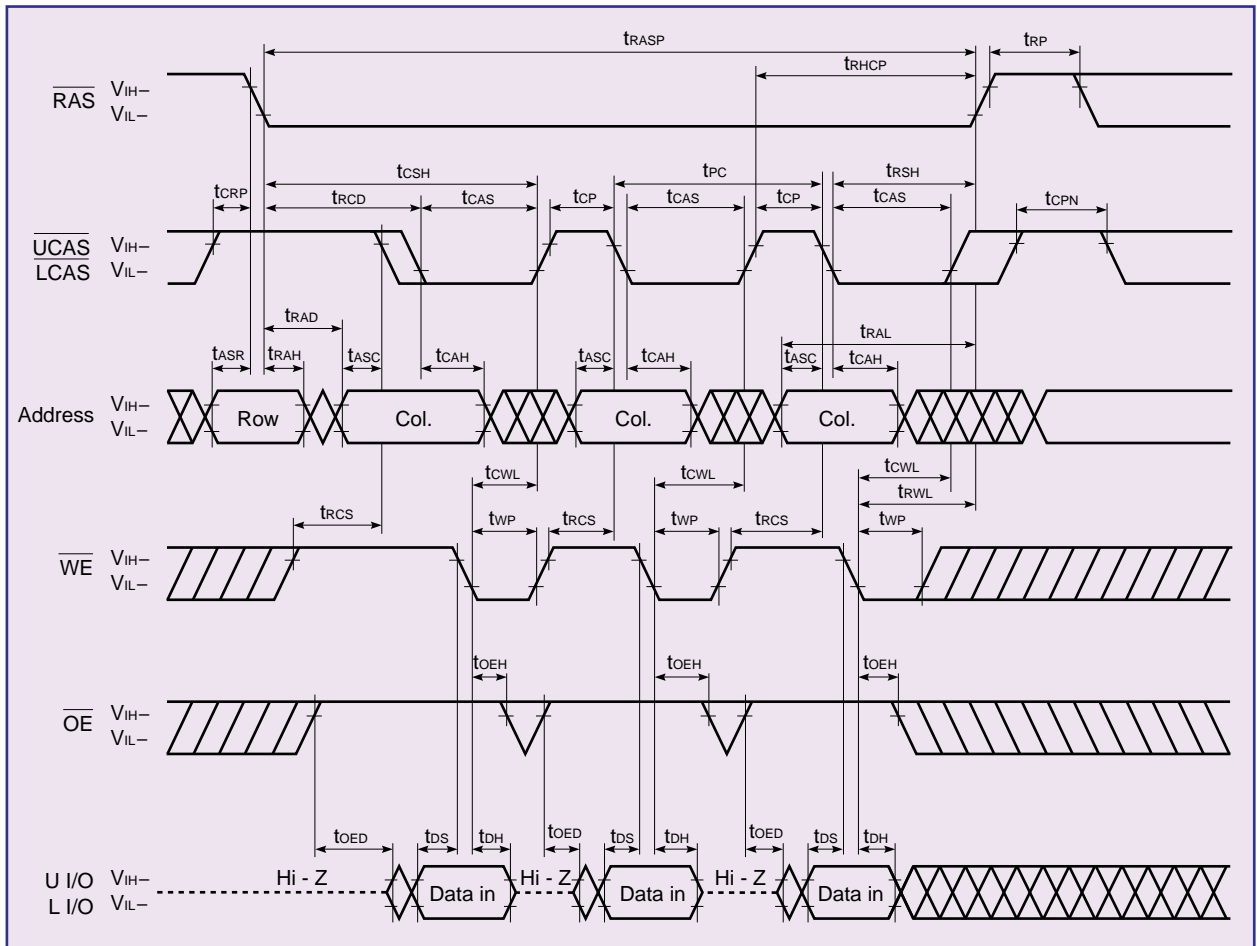 tRASP tRP
tRHCP
RAS VIH–
VIL–
tCSH tPC tRSH
tCRP tRCD tCAS tCP tCAS tCP tCAS tCPN
UCAS VIH–
LCAS VIL–
tRAD tRAL
tASR tRAH tASC tCAH tASC tCAH tASC tCAH
Address VIH– Row Col. Col. Col.
VIL–
tCWL tCWL tCWL
tRWL
tRCS tWP tRCS tWP tRCS tWP
WE VIH–
VIL–
tOEH tOEH tOEH
OE VIH–
VIL–
tOED tDS tDH tOED tDS tDH tOED tDS tDH
U I/O VIH– Hi - Z Data in Hi - Z Data in Hi - Z Data in
L I/O VIL–